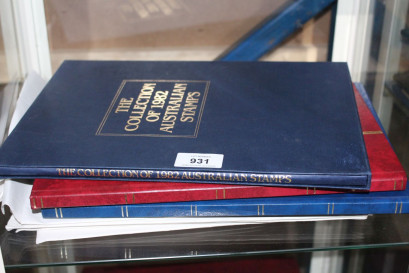 THE
COLLECTION
OF 1982
AUSTRALIAN
STAMPS
931
THE COLLECTION OF 1982 AUSTRALIAN STAMPS